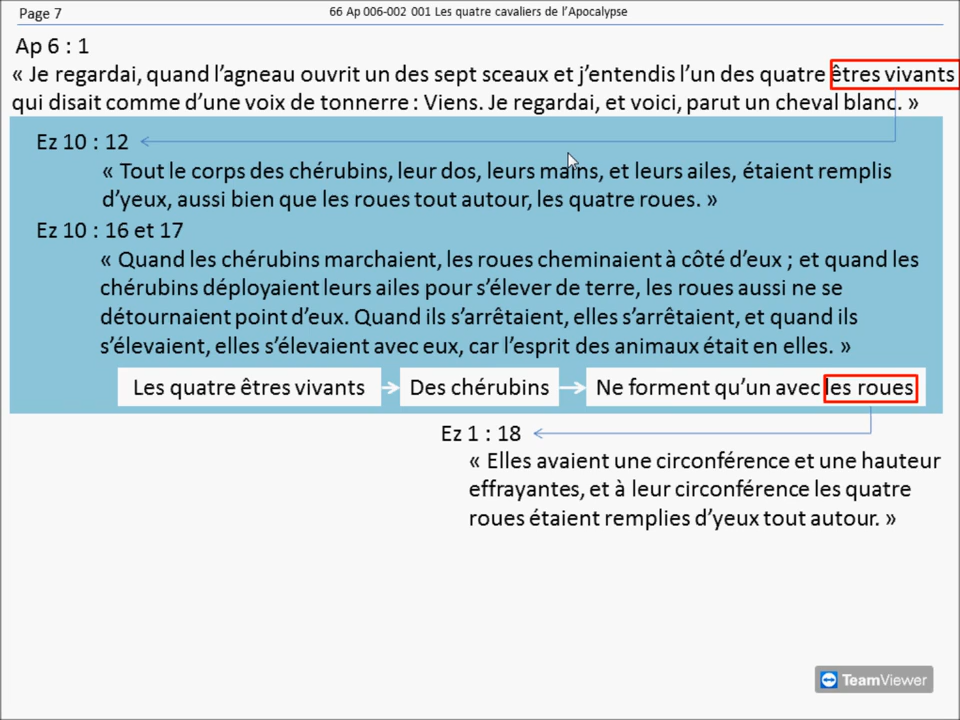 Page 7
66 Ap 006-002 001 Les quatre cavaliers de l’Apocalypse
Ap 6 : 1
« Je regardai, quand l’agneau ouvrit un des sept sceaux et j’entendis l’un des quatre êtres vivants
qui disait comme d’une voix de tonnerre : Viens. Je regardai, et voici, parut un cheval blanc. »
Ez 10 : 12
« Tout le corps des chérubins, leur dos, leurs mains, et leurs ailes, étaient remplis
d’yeux, aussi bien que les roues tout autour, les quatre roues. »
Ez 10 : 16 et 17
« Quand les chérubins marchaient, les roues cheminaient à côté d’eux ; et quand les
chérubins déployaient leurs ailes pour s’élever de terre, les roues aussi ne se
détournaient point d’eux. Quand ils s’arrêtaient, elles s’arrêtaient, et quand ils
s’élevaient, elles s’élevaient avec eux, car l’esprit des animaux était en elles. »
Les quatre êtres vivants Des chérubins Ne forment qu’un avec les roues
Ez 1 : 18
« Elles avaient une circonférence et une hauteur
effrayantes, et à leur circonférence les quatre
roues étaient remplies d’yeux tout autour. »
TeamViewer